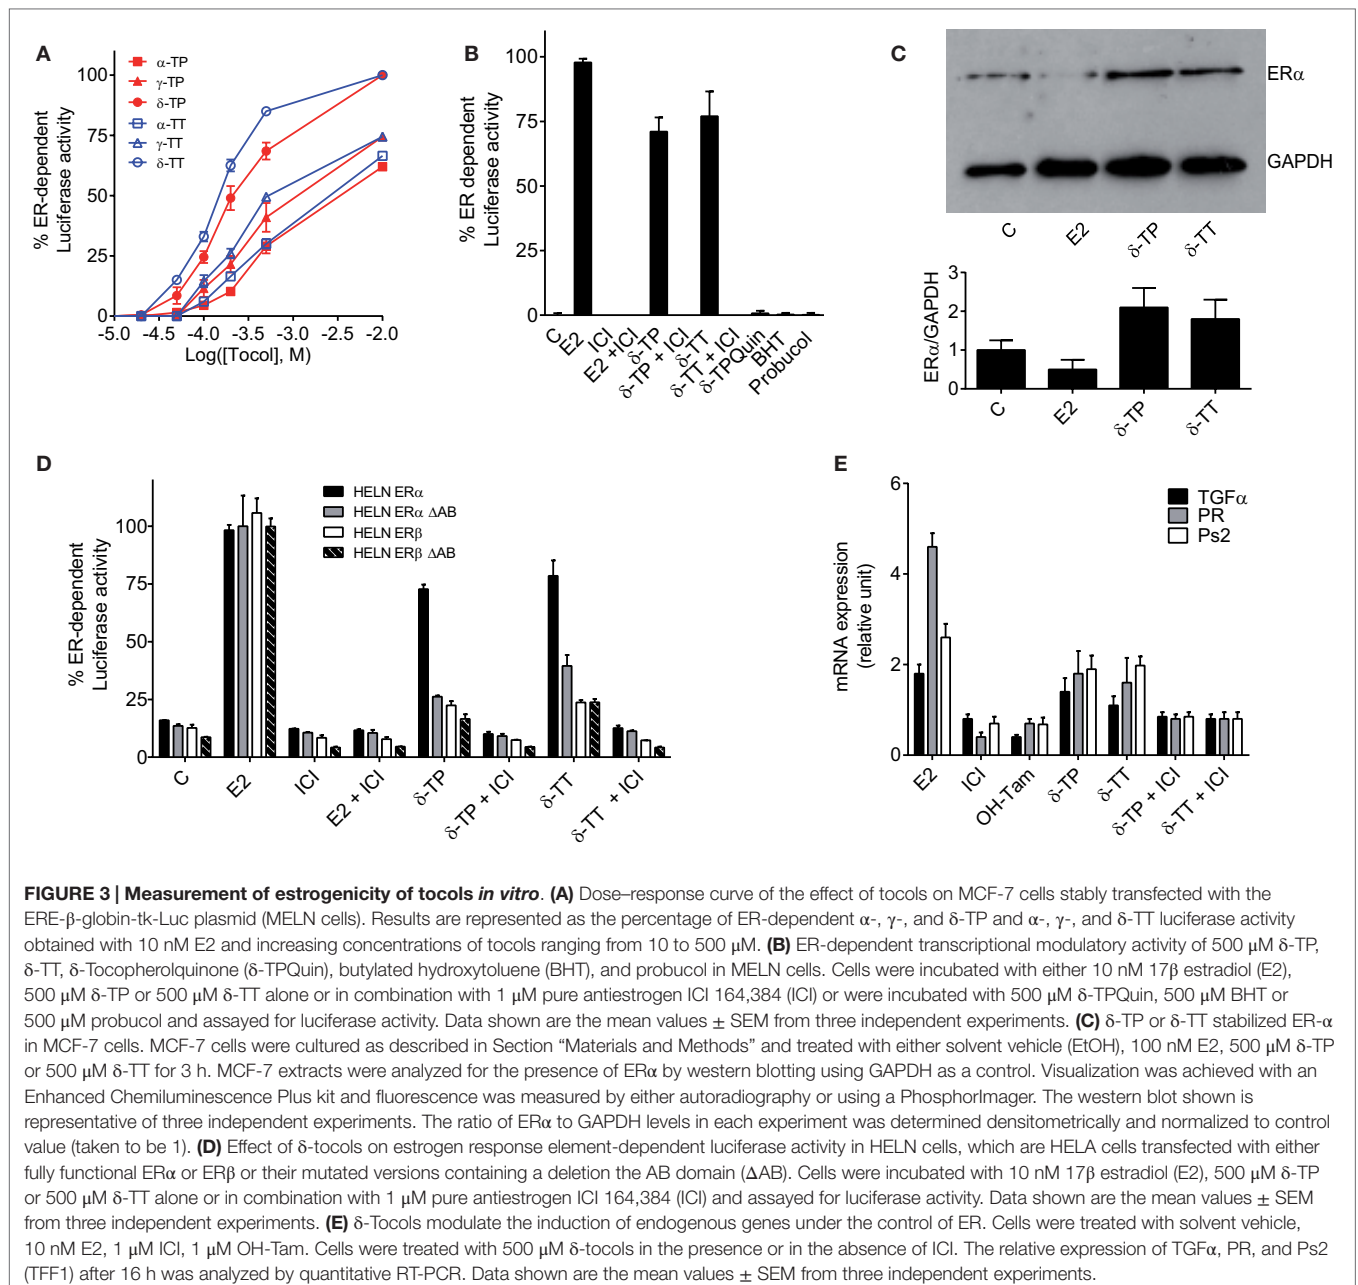 A
α-TP
γ-TP
δ-TP
α-TT
γ-TT
δ-TT
% ER-dependent
Luciferase activity
100
75
50
25
0
-5.0 -4.5 -4.0 -3.5 -3.0 -2.5 -2.0
Log([Tocol], M)
B
% ER dependent
Luciferase activity
100
75
50
25
0
C
E2
ICI
E2 +ICI
δ-TP
δ-TP + ICI
δ-TT
δ-TT + ICI
δ-TPQuin
BHT
Probucol
C
ERα
GAPDH
C E2 δ-TP δ-TT
ERα/GAPDH
3
2
1
0
C E2 δ-TP δ-TT
D
HELN ERα
HELN ERα ΔAB
HELN ERβ
HELN ERβ ΔAB
% ER-dependent
Luciferase activity
100
75
50
25
0
C
E2
ICI
E2 + ICI
δ-TP
δ-TP + ICI
δ-TT
δ-TT + ICI
E
TGFα
PR
Ps2
mRNA expression
(relative unit)
6
4
2
0
E2
ICI
OH-Tam
δ-TP
δ-TT
δ-TP + ICI
δ-TT + ICI
FIGURE 3 | Measurement of estrogenicity of tocols in vitro. (A) Dose–response curve of the effect of tocols on MCF-7 cells stably transfected with the
ERE-β-globin-tk-Luc plasmid (MELN cells). Results are represented as the percentage of ER-dependent α-, γ-, and δ-TP and α-, γ-, and δ-TT luciferase activity
obtained with 10 nM E2 and increasing concentrations of tocols ranging from 10 to 500 μM. (B) ER-dependent transcriptional modulatory activity of 500 μM δ-TP,
δ-TT, δ-Tocopherolquinone (δ-TPQuin), butylated hydroxytoluene (BHT), and probucol in MELN cells. Cells were incubated with either 10 nM 17β estradiol (E2),
500 μM δ-TP or 500 μM δ-TT alone or in combination with 1 μM pure antiestrogen ICI 164,384 (ICI) or were incubated with 500 μM δ-TPQuin, 500 μM BHT or
500 μM probucol and assayed for luciferase activity. Data shown are the mean values ± SEM from three independent experiments. (C) δ-TP or δ-TT stabilized ER-α
in MCF-7 cells. MCF-7 cells were cultured as described in Section “Materials and Methods” and treated with either solvent vehicle (EtOH), 100 nM E2, 500 μM δ-TP
or 500 μM δ-TT for 3 h. MCF-7 extracts were analyzed for the presence of ERα by western blotting using GAPDH as a control. Visualization was achieved with an
Enhanced Chemiluminescence Plus kit and fluorescence was measured by either autoradiography or using a PhosphorImager. The western blot shown is
representative of three independent experiments. The ratio of ERα to GAPDH levels in each experiment was determined densitometrically and normalized to control
value (taken to be 1). (D) Effect of δ-tocols on estrogen response element-dependent luciferase activity in HELN cells, which are HELA cells transfected with either
fully functional ERα or ERβ or their mutated versions containing a deletion the AB domain (ΔAB). Cells were incubated with 10 nM 17β estradiol (E2), 500 μM δ-TP
or 500 μM δ-TT alone or in combination with 1 μM pure antiestrogen ICI 164,384 (ICI) and assayed for luciferase activity. Data shown are the mean values ± SEM
from three independent experiments. (E) δ-Tocols modulate the induction of endogenous genes under the control of ER. Cells were treated with solvent vehicle,
10 nM E2, 1 μM ICI, 1 μM OH-Tam. Cells were treated with 500 μM δ-tocols in the presence or in the absence of ICI. The relative expression of TGFα, PR, and Ps2
(TFF1) after 16 h was analyzed by quantitative RT-PCR. Data shown are the mean values ± SEM from three independent experiments.